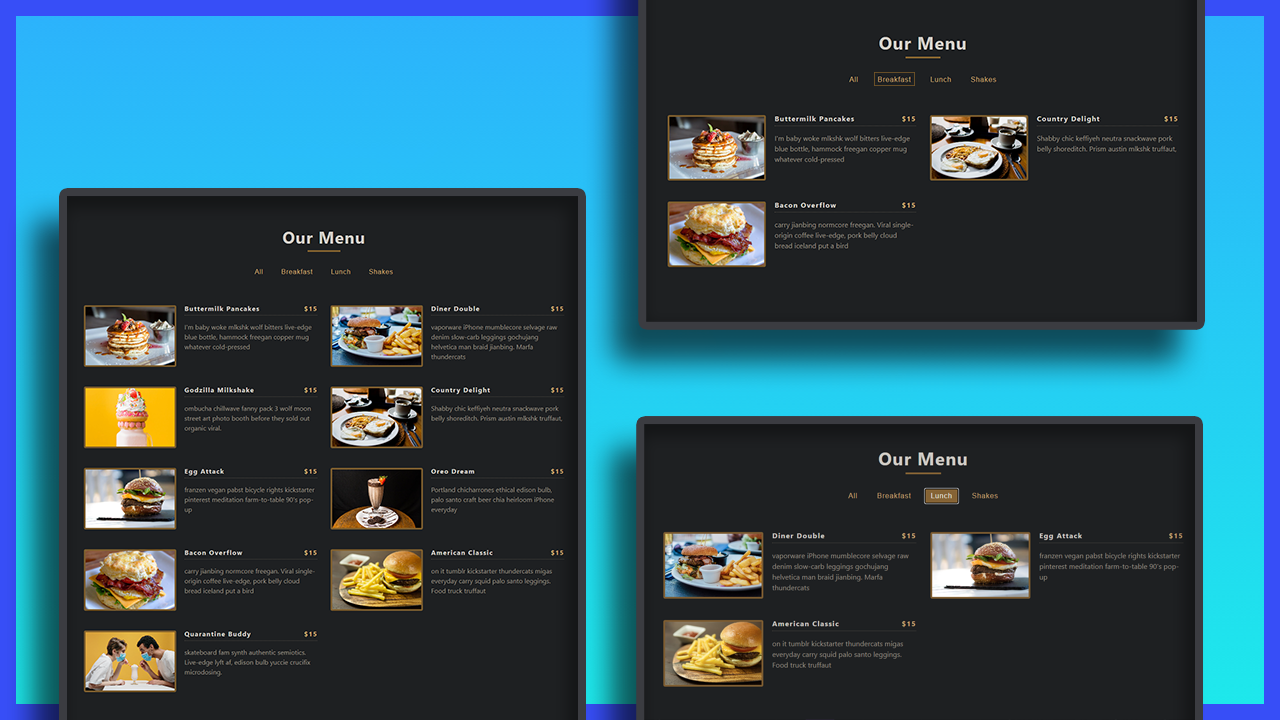 Our Menu
All Breakfast Lunch Shakes
Buttermilk Pancakes $15
I'm baby woke mlkshk wolf bitters live-edge
blue bottle, hammock freegan copper mug
whatever cold-pressed
Diner Double $15
vaporware iPhone mumblecore selvage raw
denim slow-carb leggings gochujang
helvetica man braid jianbing. Marfa
thundercats
Godzilla Milkshake $15
ombucha chillwave fanny pack 3 wolf moon
street art photo booth before they sold out
organic viral.
Country Delight $15
Shabby chic keffiyeh neutra snackwave pork
belly shoreditch. Prism austin mlkshk truffaut,
Egg Attack $15
franzen vegan pabst bicycle rights kickstarter
pinterest meditation farm-to-table 90's pop-
up
Oreo Dream $15
Portland chicharrones ethical edison bulb,
palo santo craft beer chia heirloom iPhone
everyday
Bacon Overflow $15
carry jianbing normcore freegan. Viral single-
origin coffee live-edge, pork belly cloud
bread iceland put a bird
American Classic $15
on it tumblr kickstarter thundercats migas
everyday carry squid palo santo leggings.
Food truck truffaut
Quarantine Buddy $15
skateboard fam synth authentic semiotics.
Live-edge lyft af, edison bulb yuccie crucifix
microdosing.
Our Menu
All Breakfast Lunch Shakes
Buttermilk Pancakes $15
I'm baby woke mlkshk wolf bitters live-edge
blue bottle, hammock freegan copper mug
whatever cold-pressed
Country Delight $15
Shabby chic keffiyeh neutra snackwave pork
belly shoreditch. Prism austin mlkshk truffaut,
Bacon Overflow $15
carry jianbing normcore freegan. Viral single-
origin coffee live-edge, pork belly cloud
bread iceland put a bird
Our Menu
All Breakfast Lunch Shakes
Diner Double $15
vaporware iPhone mumblecore selvage raw
denim slow-carb leggings gochujang
helvetica man braid jianbing. Marfa
thundercats
Egg Attack $15
franzen vegan pabst bicycle rights kickstarter
pinterest meditation farm-to-table 90's pop-
up
American Classic $15
on it tumblr kickstarter thundercats migas
everyday carry squid palo santo leggings.
Food truck truffaut